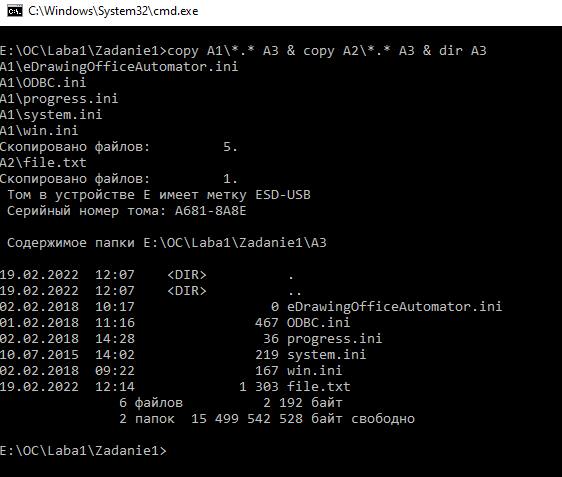 C:\Windows\System32\cmd.exe
E:\OC\Laba1\Zadanie1>copy A1\*.* A3 & copy A2\*.* A3 & dir A3
A1\eDrawingOfficeAutomator.ini
A1\ODBC.ini
A1\progress.ini
A1\system.ini
A1\win.ini
Скопировано файлов:         5.
A2\file.txt
Скопировано файлов:         1.
 Том в устройстве E имеет метку ESD-USB
 Серийный номер тома: A681-8A8E
 Содержимое папки E:\OC\Laba1\Zadanie1\A3
19.02.2022  12:07    <DIR>          .
19.02.2022  12:07    <DIR>          ..
02.02.2018  10:17                 0 eDrawingOfficeAutomator.ini
01.02.2018  11:16               467 ODBC.ini
02.02.2018  14:28                36 progress.ini
10.07.2015  14:02               219 system.ini
02.02.2018  09:22               167 win.ini
19.02.2022  12:14             1 303 file.txt
               6 файлов          2 192 байт
               2 папок  15 499 542 528 байт свободно
E:\OC\Laba1\Zadanie1>